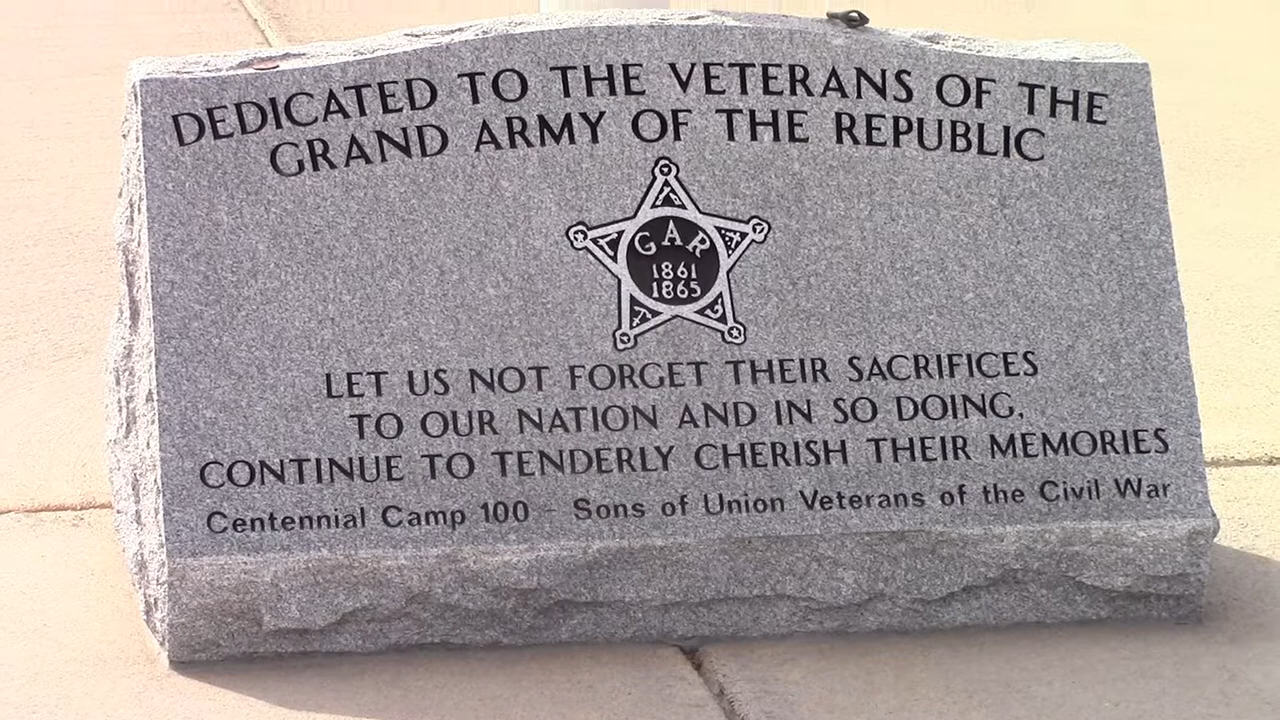 DEDICATED TO THE VETERANS OF THE
GRAND ARMY OF THE REPUBLIC
GAR
1861
1865
LET US NOT FORGET THEIR SACRIFICES
TO OUR NATION AND IN SO DOING,
CONTINUE TO TENDERLY CHERISH THEIR MEMORIES
Centennial Camp 100 - Sons of Union Veterans of the Civil War